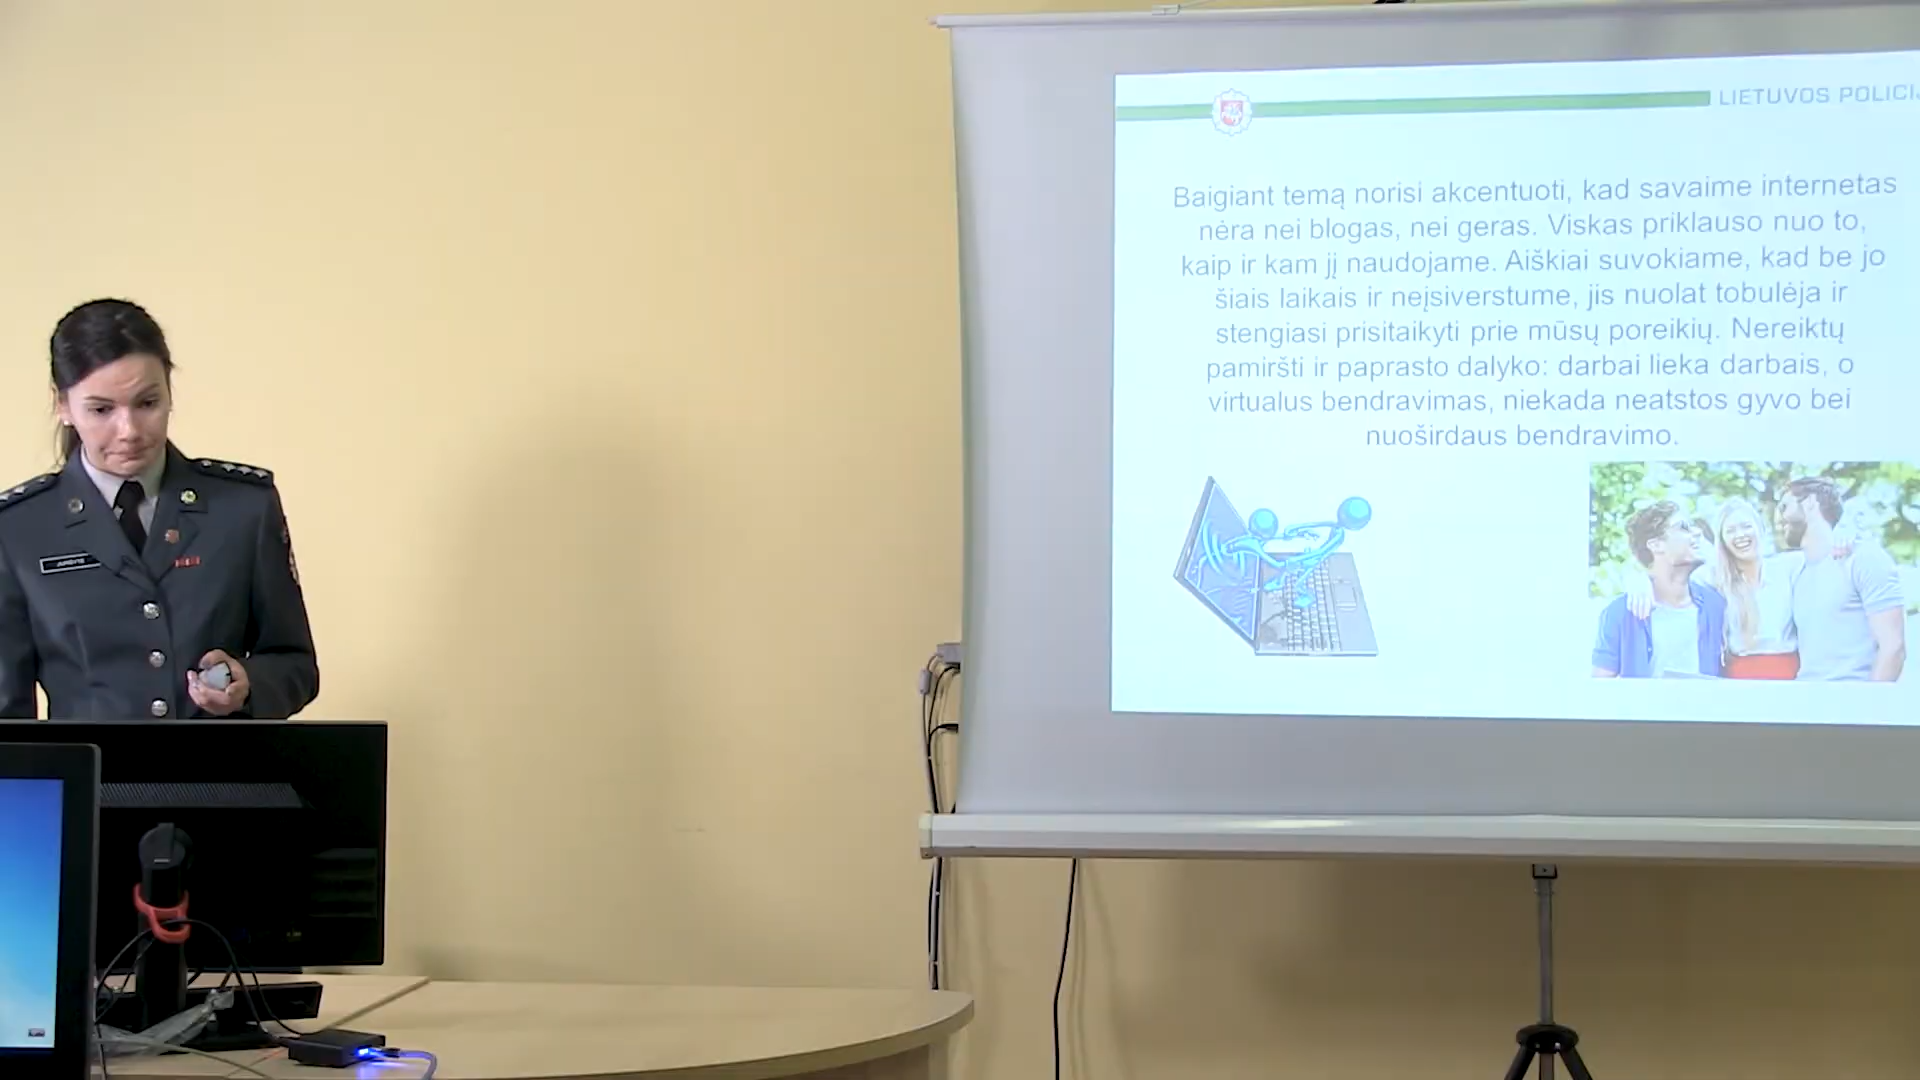 LIETUVOS POLICIJ
Baigiant temą norisi akcentuoti, kad savaime internetas
nėra nei blogas, nei geras. Viskas priklauso nuo to,
kaip ir kam jį naudojame. Aiškiai suvokiame, kad be jo
šiais laikais ir neįsiverstume, jis nuolat tobulėja ir
stengiasi prisitaikyti prie mūsų poreikių. Nereiktų
pamiršti ir paprasto dalyko: darbai lieka darbais, o
virtualus bendravimas, niekada neatstos gyvo bei
nuoširdaus bendravimo.